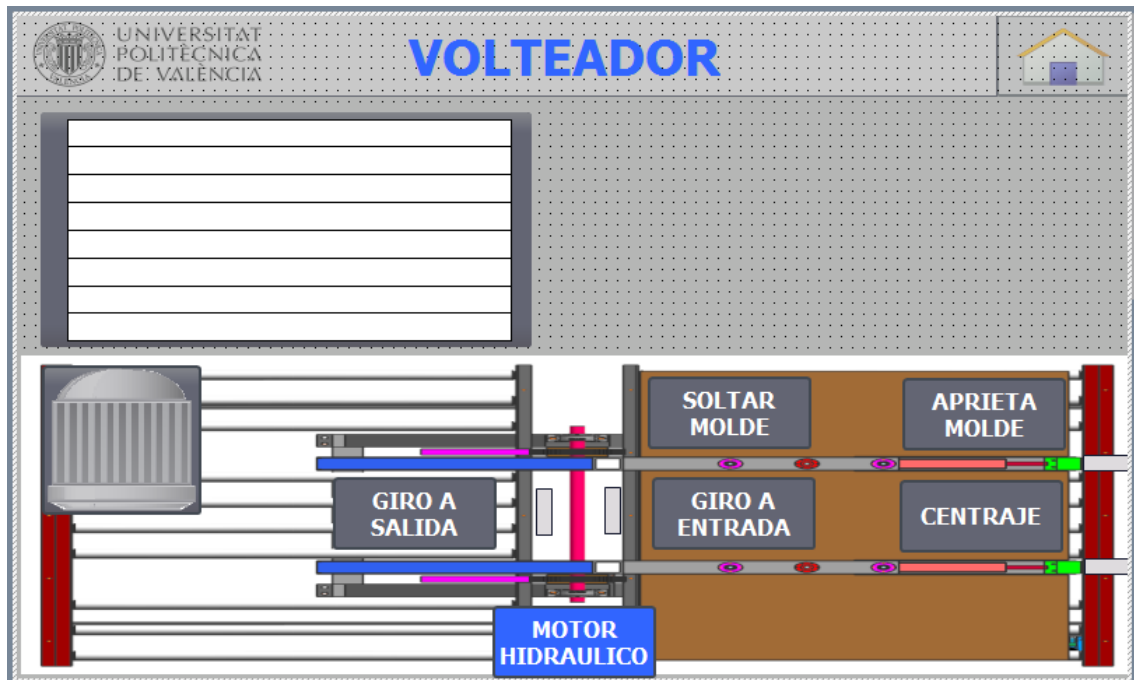 UNIVERSITAT
POLITÈCNICA
DE VALÈNCIA
VOLTEADOR
SOLTAR
MOLDE
APRIETA
MOLDE
GIRO A
SALIDA
GIRO A
ENTRADA
CENTRAJE
MOTOR
HIDRAULICO